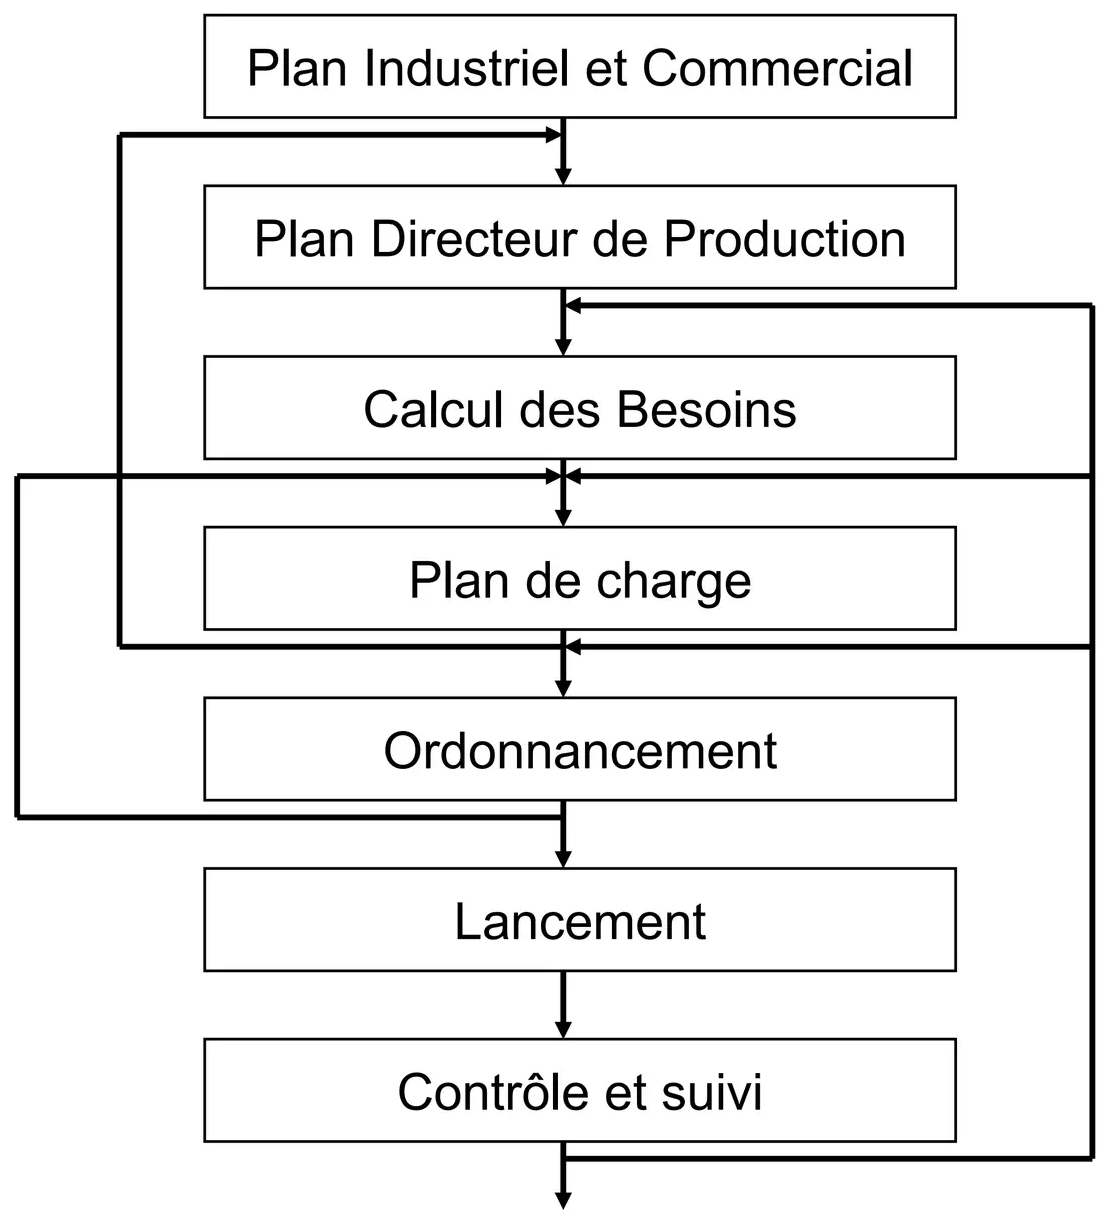 Plan Industriel et Commercial
Plan Directeur de Production
Calcul des Besoins
Plan de charge
Ordonnancement
Lancement
Contrôle et suivi